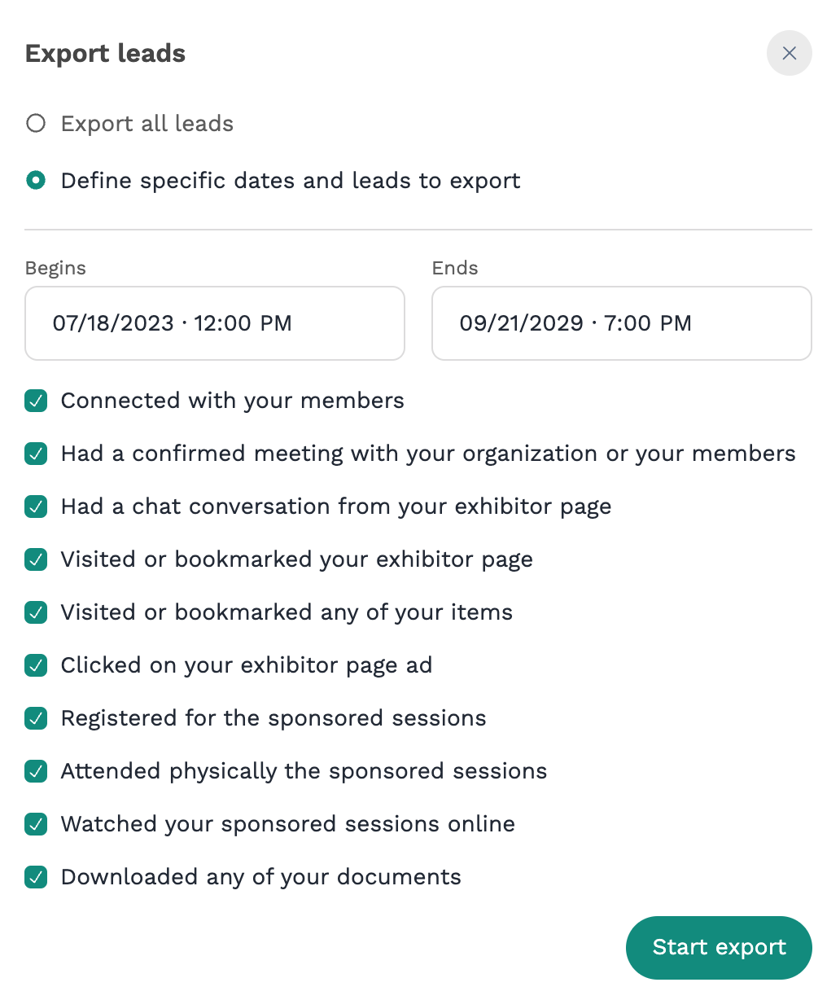 Export leads
Export all leads
Define specific dates and leads to export
Begins
Ends
07/18/2023 · 12:00 PM
09/21/2029 · 7:00 PM
Connected with your members
Had a confirmed meeting with your organization or your members
Had a chat conversation from your exhibitor page
Visited or bookmarked your exhibitor page
Visited or bookmarked any of your items
Clicked on your exhibitor page ad
Registered for the sponsored sessions
Attended physically the sponsored sessions
Watched your sponsored sessions online
Downloaded any of your documents
Start export